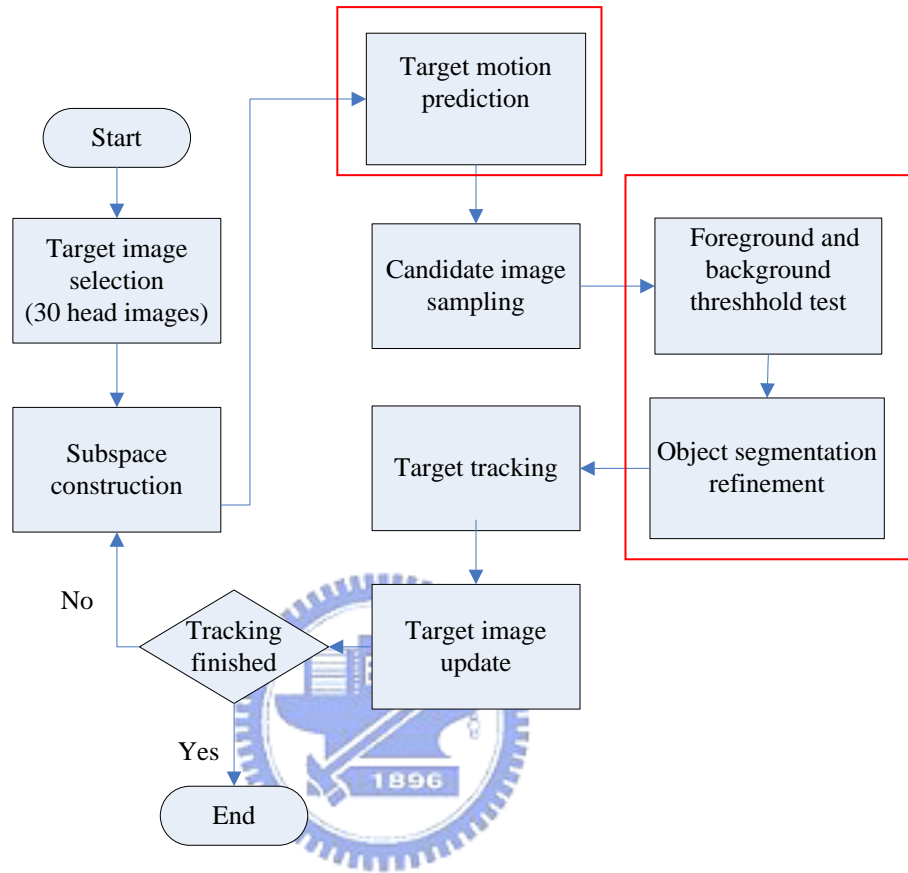 Start
Target image
selection
(30 head images)
Subspace
construction
Target motion
prediction
Candidate image
sampling
Foreground and
background
threshhold test
Object segmentation
refinement
Target tracking
Target image
update
Tracking
finished
No
Yes
End
1896